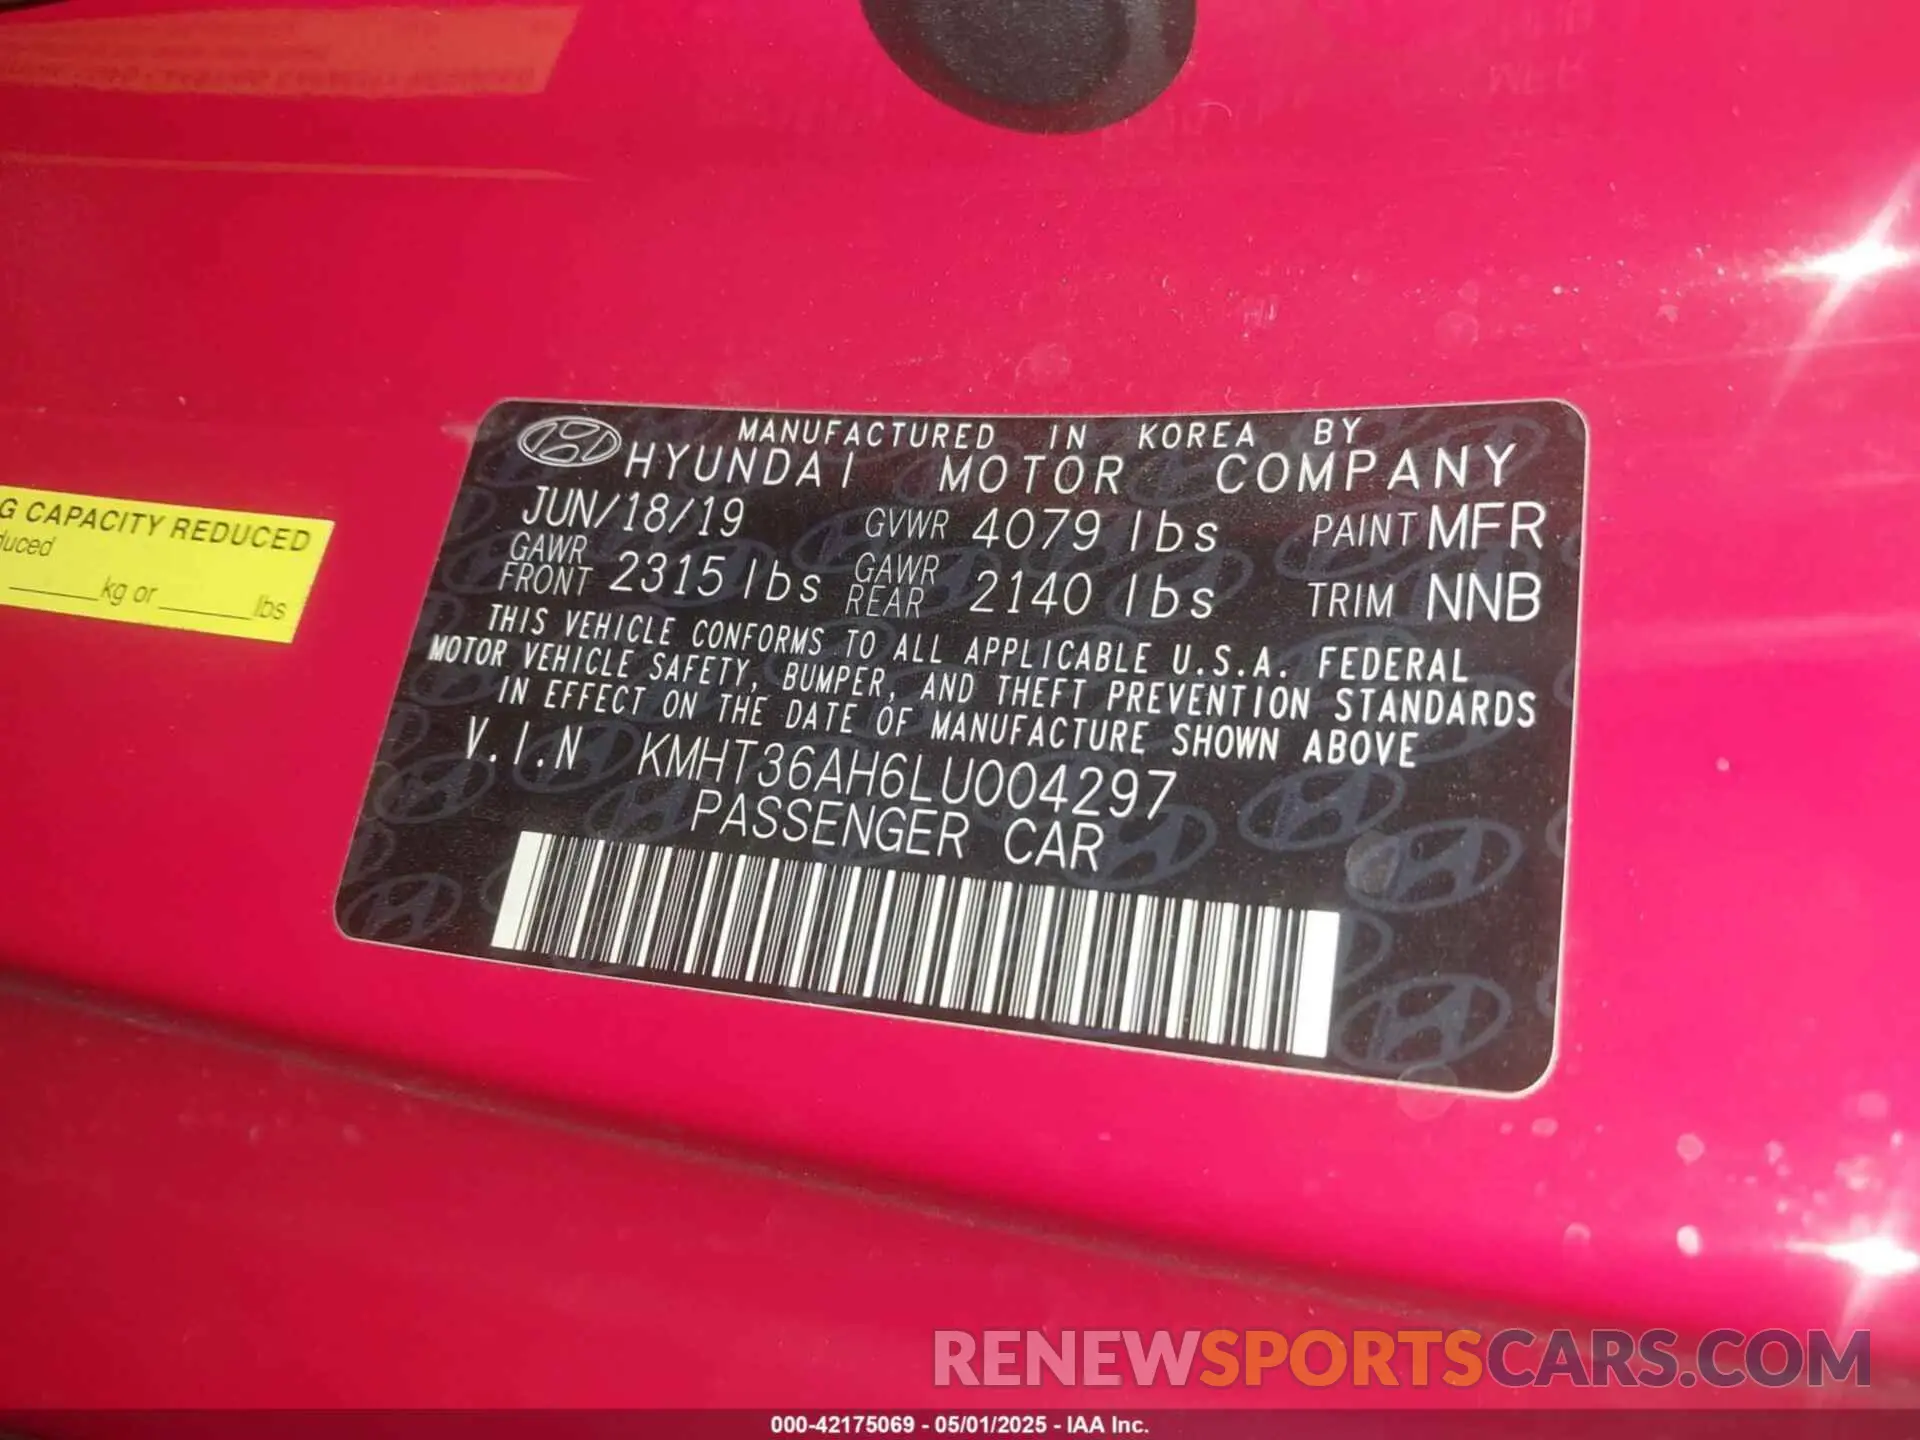 G CAPACITY REDUCED
duced
kg or lbs
MANUFACTURED IN KOREA BY
HYUNDAI MOTOR COMPANY
JUN/18/19 GVWR 4079 lbs PAINT MFR
GAWR FRONT 2315 lbs GAWR REAR 2140 lbs TRIM NNB
THIS VEHICLE CONFORMS TO ALL APPLICABLE U.S.A. FEDERAL
MOTOR VEHICLE SAFETY, BUMPER, AND THEFT PREVENTION STANDARDS
IN EFFECT ON THE DATE OF MANUFACTURE SHOWN ABOVE
V.I.N KMHT36AH6LU004297
PASSENGER CAR
RENEWSPORTSCARS.COM
000-42175069 - 05/01/2025 - IAA Inc.